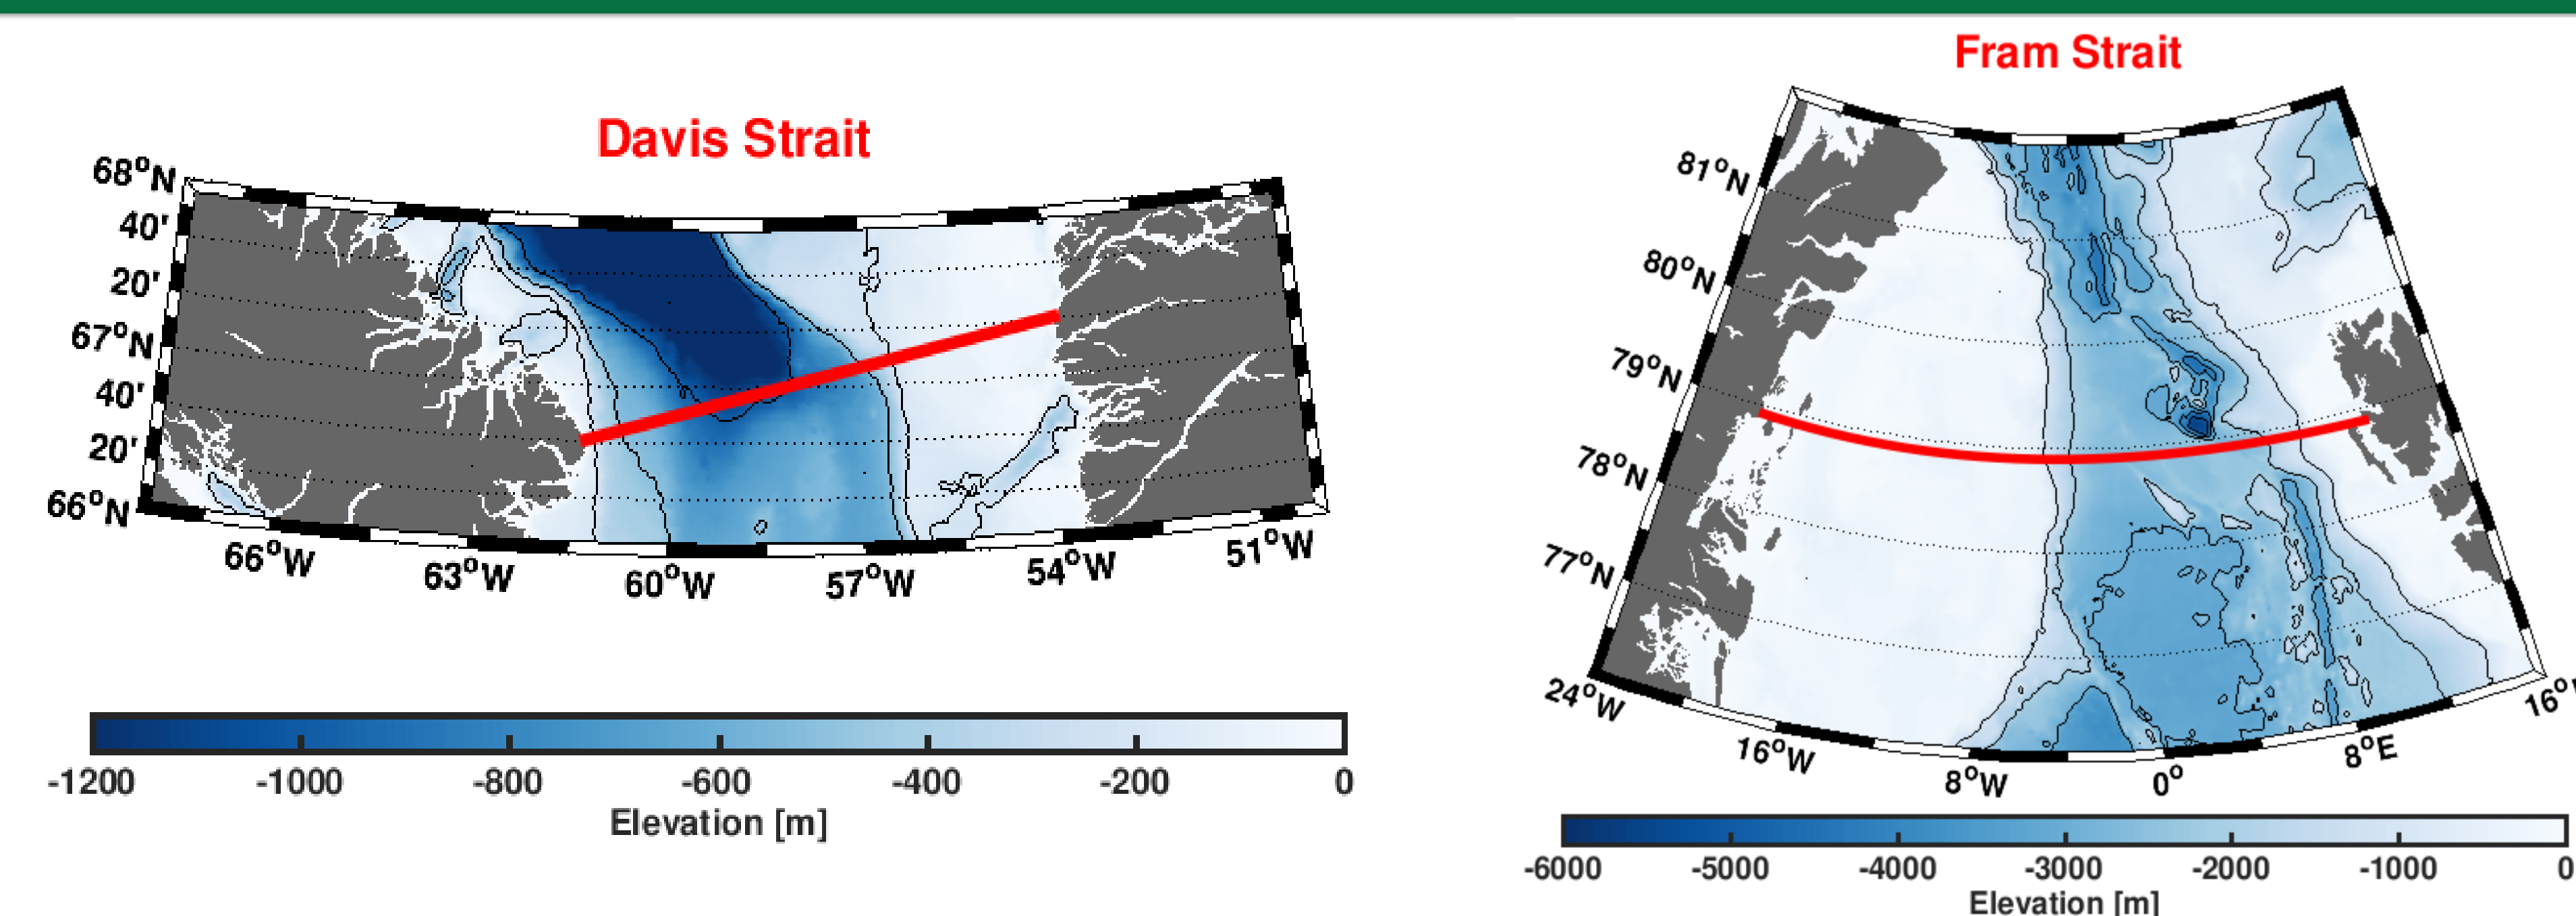 Davis Strait
68°N
40'
20'
67°N
40'
20'
66°N
66°W 63°W 60°W 57°W 54°W 51°W
-1200 -1000 -800 -600 -400 -200 0
Elevation [m]
Fram Strait
81°N
80°N
79°N
78°N
77°N
24°W 16°W 8°W 0° 8°E 16°
-6000 -5000 -4000 -3000 -2000 -1000 0
Elevation [m]